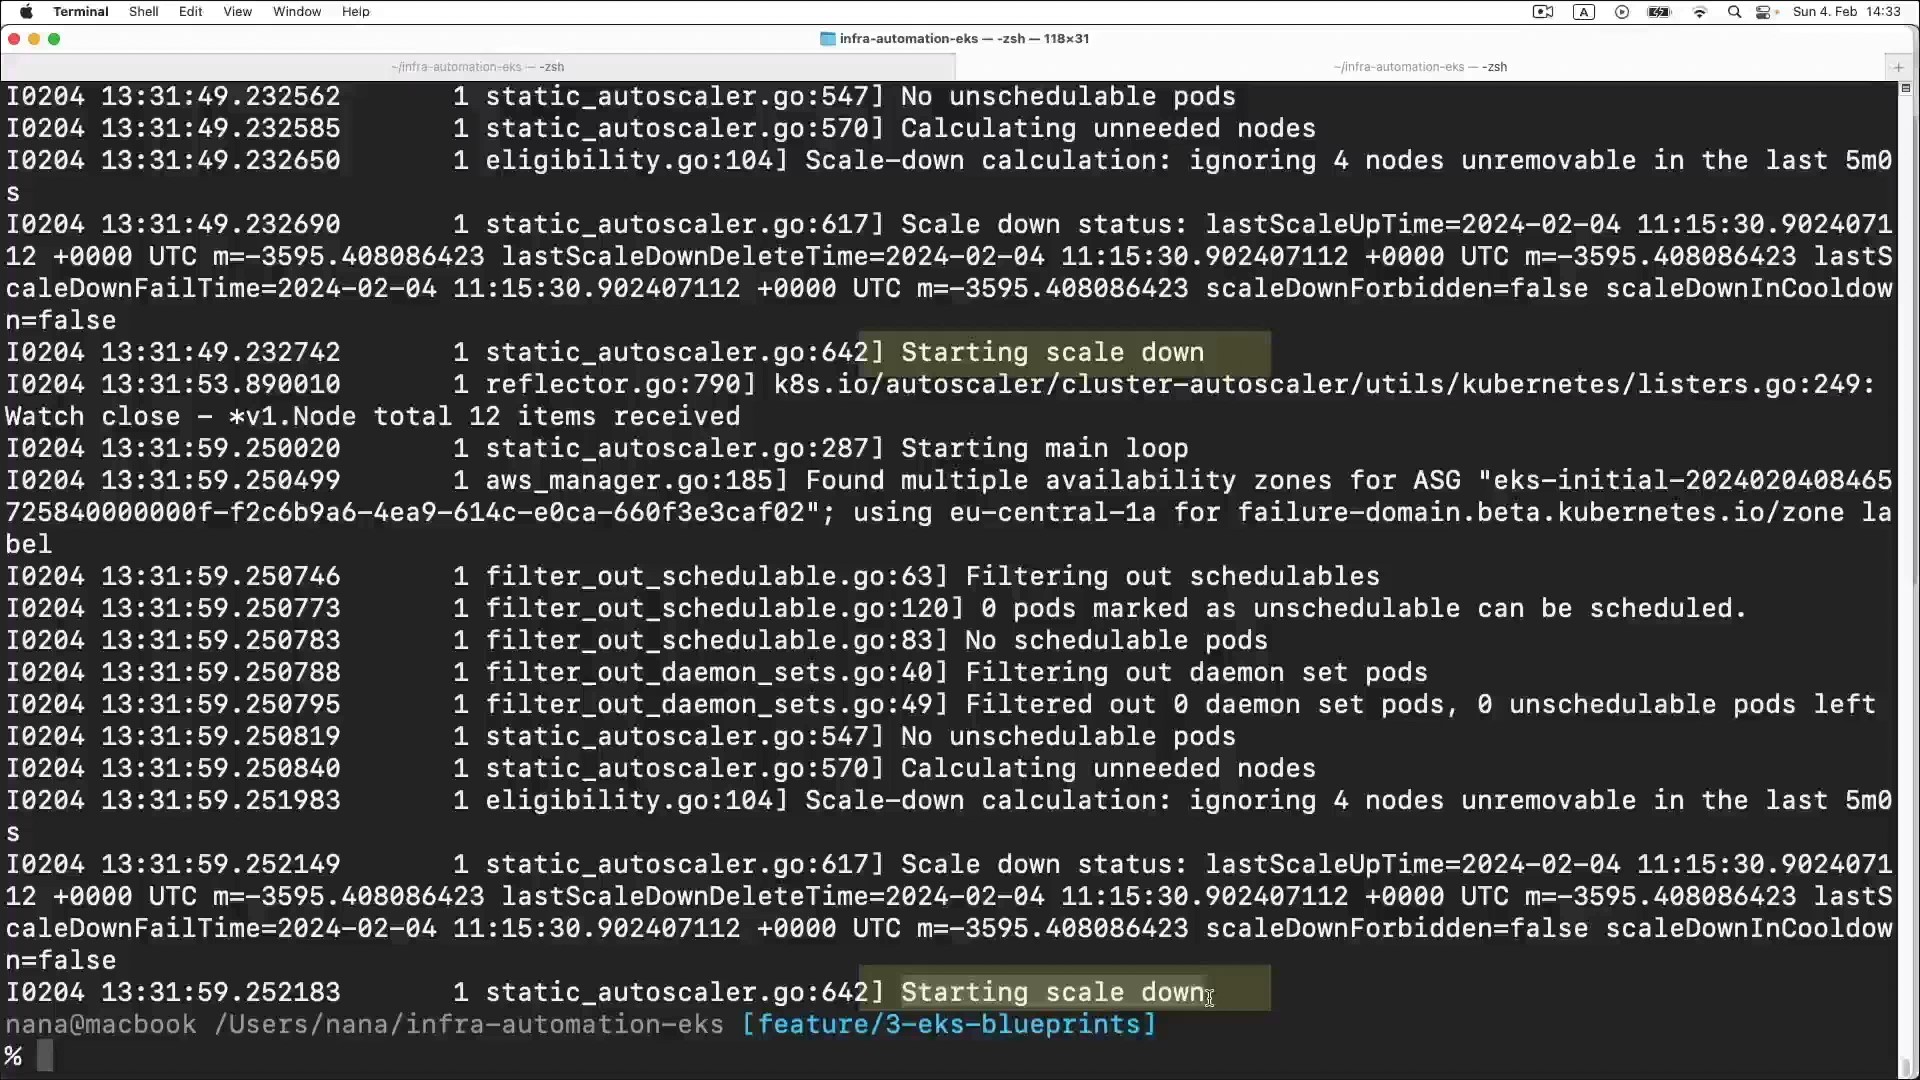 Terminal Shell Edit View Window Help A Sun 4. Feb 14:33
infra-automation-eks — -zsh — 118×31
~/infra-automation-eks — -zsh ~/infra-automation-eks — -zsh +
I0204 13:31:49.232562 1 static_autoscaler.go:547] No unschedulable pods
I0204 13:31:49.232585 1 static_autoscaler.go:570] Calculating unneeded nodes
I0204 13:31:49.232650 1 eligibility.go:104] Scale-down calculation: ignoring 4 nodes unremovable in the last 5m0
s
I0204 13:31:49.232690 1 static_autoscaler.go:617] Scale down status: lastScaleUpTime=2024-02-04 11:15:30.9024071
12 +0000 UTC m=-3595.408086423 lastScaleDownDeleteTime=2024-02-04 11:15:30.902407112 +0000 UTC m=-3595.408086423 lastS
caleDownFailTime=2024-02-04 11:15:30.902407112 +0000 UTC m=-3595.408086423 scaleDownForbidden=false scaleDownInCooldow
n=false
I0204 13:31:49.232742 1 static_autoscaler.go:642] Starting scale down
I0204 13:31:53.890010 1 reflector.go:790] k8s.io/autoscaler/cluster-autoscaler/utils/kubernetes/listers.go:249:
Watch close - *v1.Node total 12 items received
I0204 13:31:59.250020 1 static_autoscaler.go:287] Starting main loop
I0204 13:31:59.250499 1 aws_manager.go:185] Found multiple availability zones for ASG "eks-initial-2024020408465
725840000000f-f2c6b9a6-4ea9-614c-e0ca-660f3e3caf02"; using eu-central-1a for failure-domain.beta.kubernetes.io/zone la
bel
I0204 13:31:59.250746 1 filter_out_schedulable.go:63] Filtering out schedulables
I0204 13:31:59.250773 1 filter_out_schedulable.go:120] 0 pods marked as unschedulable can be scheduled.
I0204 13:31:59.250783 1 filter_out_schedulable.go:83] No schedulable pods
I0204 13:31:59.250788 1 filter_out_daemon_sets.go:40] Filtering out daemon set pods
I0204 13:31:59.250795 1 filter_out_daemon_sets.go:49] Filtered out 0 daemon set pods, 0 unschedulable pods left
I0204 13:31:59.250819 1 static_autoscaler.go:547] No unschedulable pods
I0204 13:31:59.250840 1 static_autoscaler.go:570] Calculating unneeded nodes
I0204 13:31:59.251983 1 eligibility.go:104] Scale-down calculation: ignoring 4 nodes unremovable in the last 5m0
s
I0204 13:31:59.252149 1 static_autoscaler.go:617] Scale down status: lastScaleUpTime=2024-02-04 11:15:30.9024071
12 +0000 UTC m=-3595.408086423 lastScaleDownDeleteTime=2024-02-04 11:15:30.902407112 +0000 UTC m=-3595.408086423 lastS
caleDownFailTime=2024-02-04 11:15:30.902407112 +0000 UTC m=-3595.408086423 scaleDownForbidden=false scaleDownInCooldow
n=false
I0204 13:31:59.252183 1 static_autoscaler.go:642] Starting scale down
nana@macbook /Users/nana/infra-automation-eks [feature/3-eks-blueprints]
%